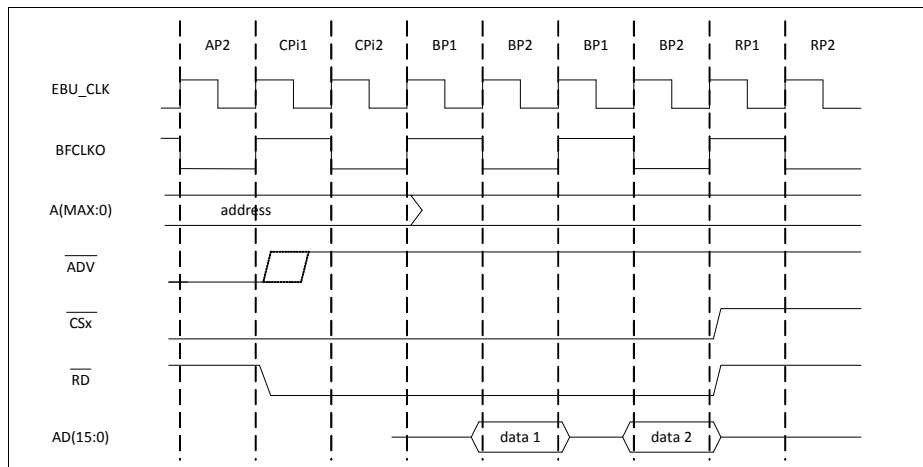 AP2 CPi1 CPi2 BP1 BP2 BP1 BP2 RP1 RP2
EBU_CLK
BFCLKO
A(MAX:0) address
ADV
CSx
RD
AD(15:0) data 1 data 2